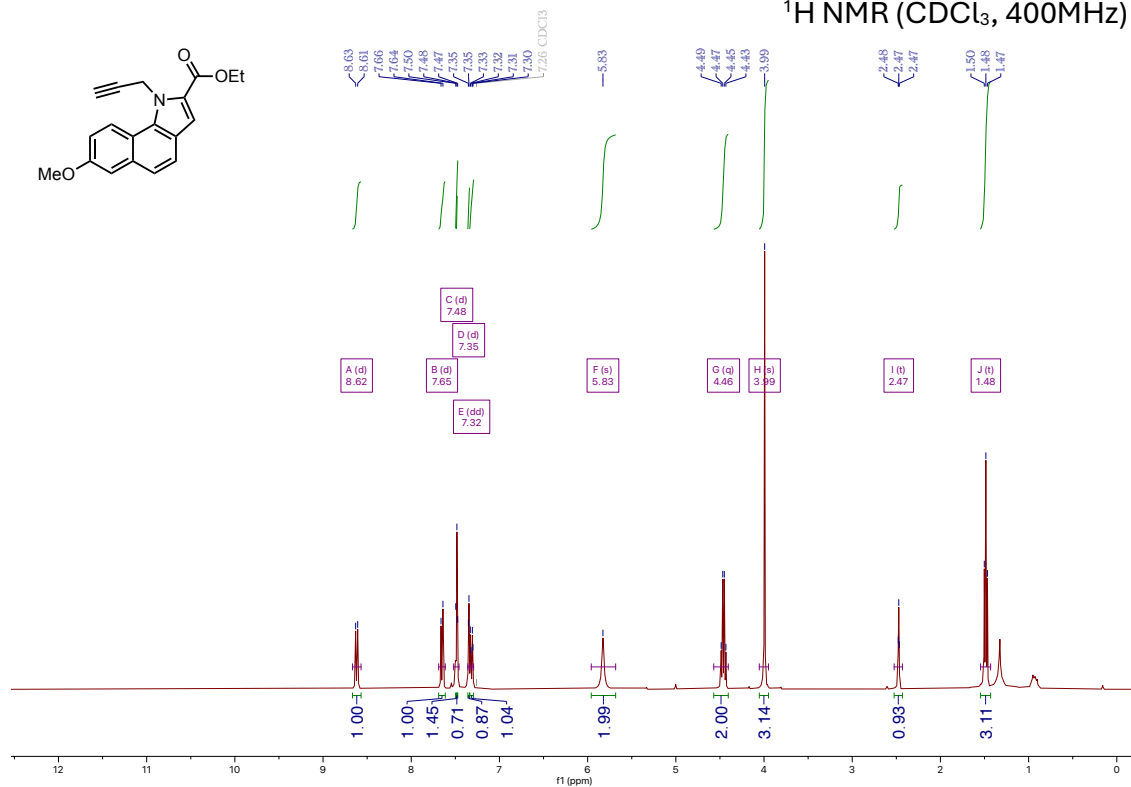 ¹H NMR (CDCl₃, 400MHz)
8.63
8.61
7.66
7.64
7.50
7.48
7.47
7.35
7.35
7.33
7.32
7.31
7.30
7.26 CDCl3
5.83
4.49
4.47
4.45
4.43
3.99
2.48
2.47
2.47
1.50
1.48
1.47
O
OEt
N
MeO
C (d)
7.48
D (d)
7.35
A (d)
8.62
B (d)
7.65
F (s)
5.83
G (q)
4.46
H (s)
3.99
I (t)
2.47
J (t)
1.48
E (dd)
7.32
1.00
1.00
1.45
0.71
0.87
1.04
1.99
2.00
3.14
0.93
3.11
12 11 10 9 8 7 6 5 4 3 2 1 0
f1 (ppm)